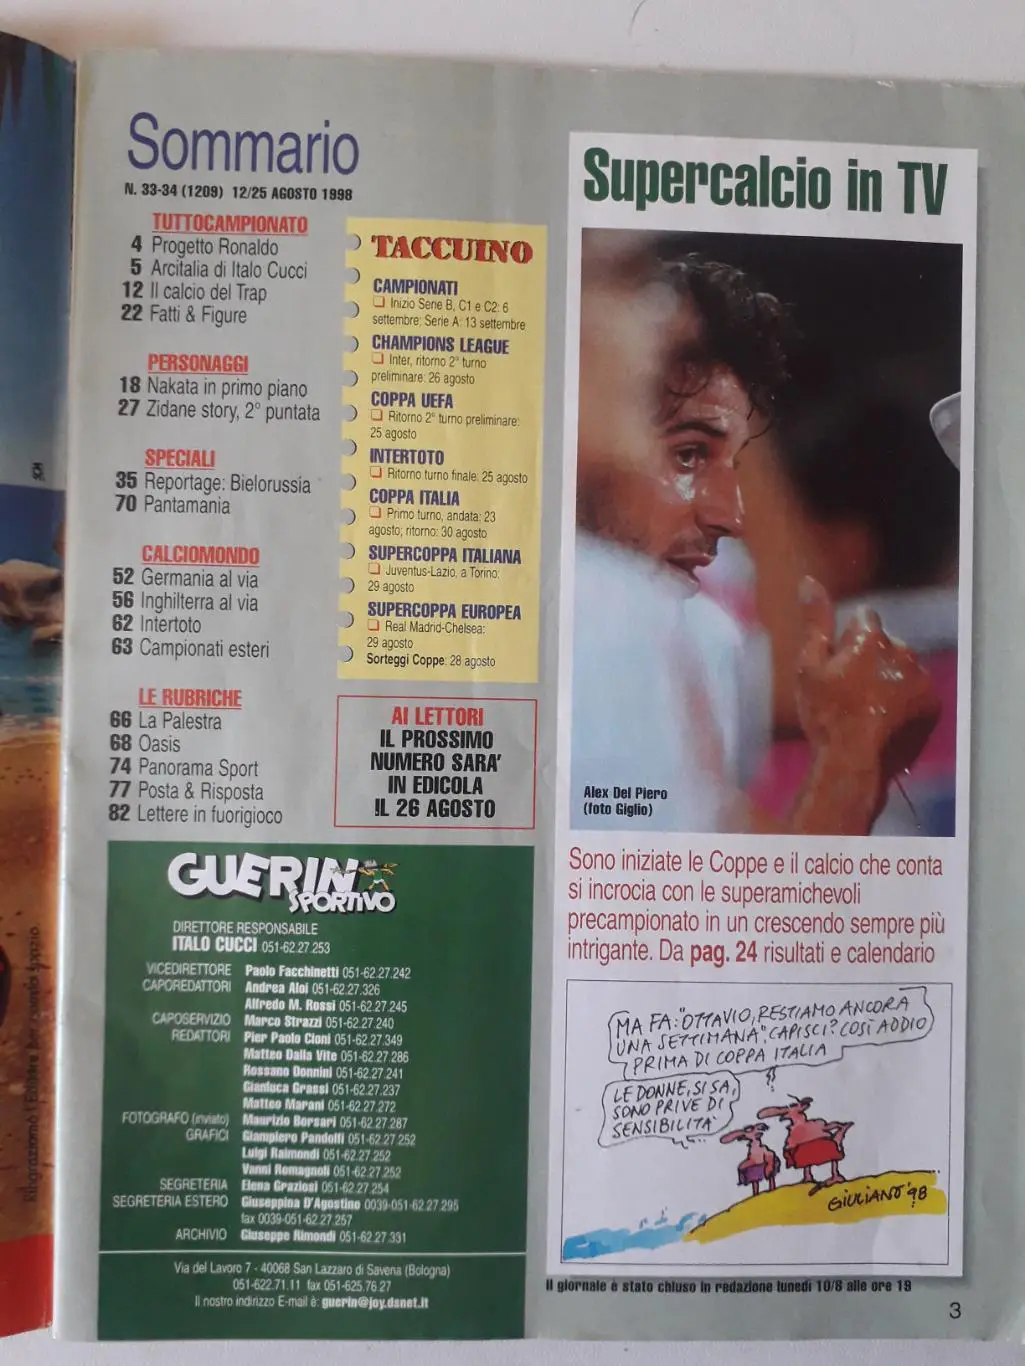 Sommario
N. 33-34 (1209) 12/25 AGOSTO 1998
TUTTOCAMPIONATO
4 Progetto Ronaldo
5 Arcitalia di Italo Cucci
12 Il calcio del Trap
22 Fatti & Figure
PERSONAGGI
18 Nakata in primo piano
27 Zidane story, 2° puntata
SPECIALI
35 Reportage: Bielorussia
70 Pantamania
CALCIOMONDO
52 Germania al via
56 Inghilterra al via
62 Intertoto
63 Campionati esteri
LE RUBRICHE
66 La Palestra
68 Oasis
74 Panorama Sport
77 Posta & Risposta
82 Lettere in fuorigioco
TACCUINO
CAMPIONATI
❑ Inizio Serie B, C1 e C2: 6
settembre: Serie A: 13 settembre
CHAMPIONS LEAGUE
❑ Inter, ritorno 2° turno
preliminare: 26 agosto
COPPA UEFA
❑ Ritorno 2° turno preliminare:
25 agosto
INTERTOTO
❑ Ritorno turno finale: 25 agosto
COPPA ITALIA
❑ Primo turno, andata: 23
agosto; ritorno: 30 agosto
SUPERCOPPA ITALIANA
❑ Juventus-Lazio, a Torino:
29 agosto
SUPERCOPPA EUROPEA
❑ Real Madrid-Chelsea:
29 agosto
Sorteggi Coppe: 28 agosto
AI LETTORI
IL PROSSIMO
NUMERO SARA'
IN EDICOLA
IL 26 AGOSTO
GUERIN
SPORTIVO
DIRETTORE RESPONSABILE
ITALO CUCCI 051-62.27.253
VICEDIRETTORE Paolo Facchinetti 051-62.27.242
CAPOREDATTORI Andrea Aloi 051-62.27.326
Alfredo M. Rossi 051-62.27.245
CAPOSERVIZIO Marco Strazzi 051-62.27.240
REDATTORI Pier Paolo Cioni 051-62.27.349
Matteo Dalla Vite 051-62.27.286
Rossano Donnini 051-62.27.241
Gianluca Grassi 051-62.27.237
Matteo Marani 051-62.27.272
FOTOGRAFO (inviato) Maurizio Borsari 051-62.27.287
GRAFICI Giampiero Pandolfi 051-62.27.252
Luigi Raimondi 051-62.27.252
Vanni Romagnoli 051-62.27.252
SEGRETERIA Elena Graziosi 051-62.27.254
SEGRETERIA ESTERO Giuseppina D'Agostino 0039-051-62.27.295
fax 0039-051-62.27.257
ARCHIVIO Giuseppe Rimondi 051-62.27.331
Via del Lavoro 7 - 40068 San Lazzaro di Savena (Bologna)
051-622.71.11 fax 051-625.76.27
Il nostro indirizzo E-mail è: guerin@joy.dsnet.it
Supercalcio in TV
Alex Del Piero
(foto Giglio)
Sono iniziate le Coppe e il calcio che conta
si incrocia con le superamichevoli
precampionato in un crescendo sempre più
intrigante. Da pag. 24 risultati e calendario
MA FA: "OTTAVIO, RESTIAMO ANCORA
UNA SETTIMANA", CAPISCI? COSÌ ADDIO
PRIMA DI COPPA ITALIA
LE DONNE, SI SA,
SONO PRIVE DI
SENSIBILITÀ
GIULIANO '98
Il giornale è stato chiuso in redazione lunedì 10/8 alle ore 19
3